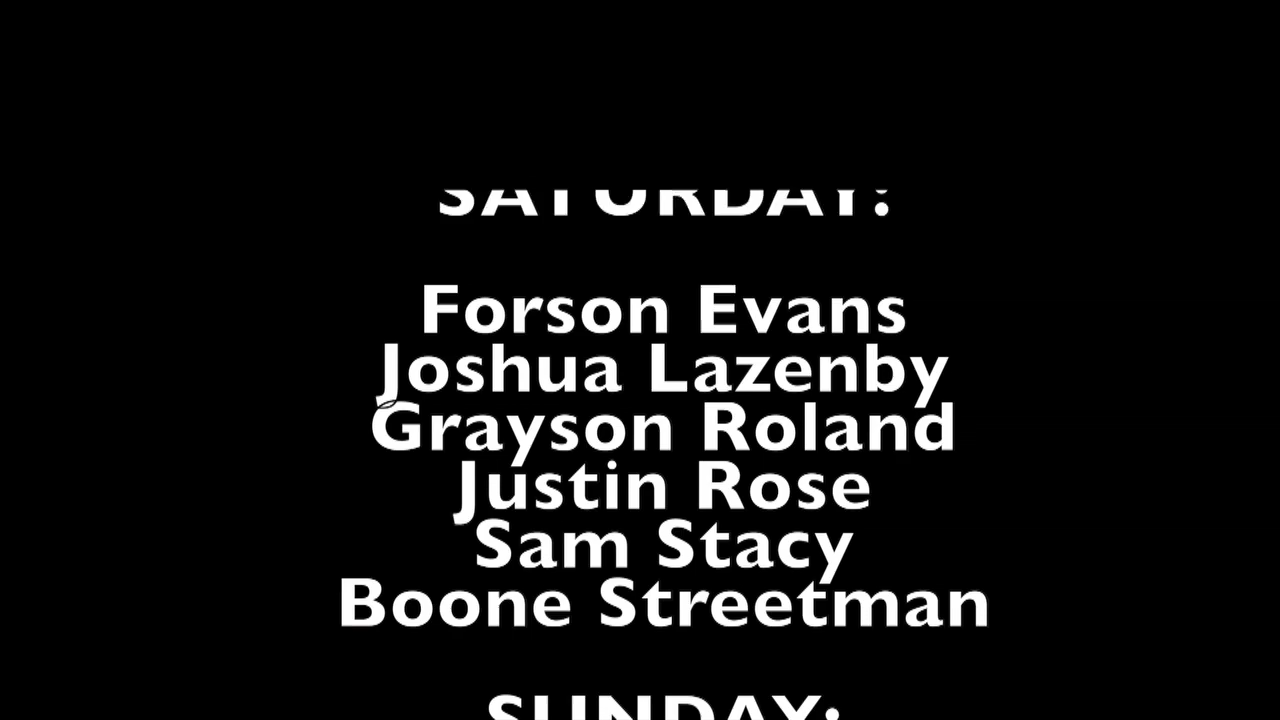 SATURDAY:
Forson Evans
Joshua Lazenby
Grayson Roland
Justin Rose
Sam Stacy
Boone Streetman
SUNDAY: